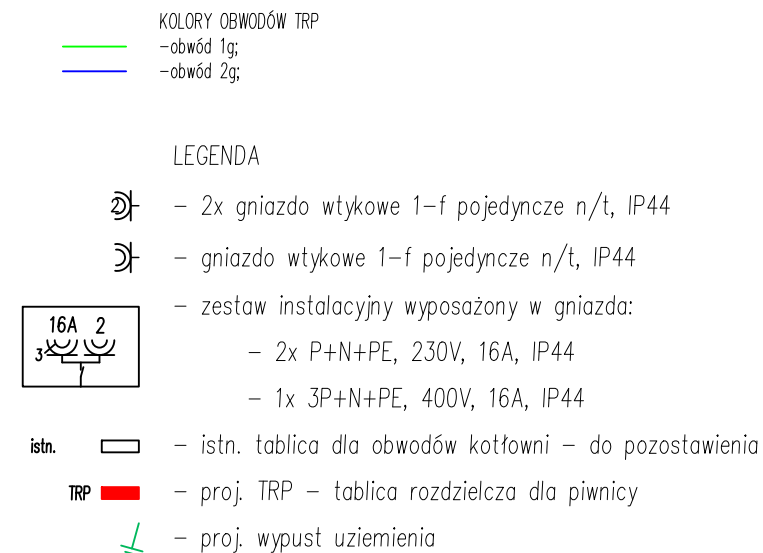 KOLORY OBWODÓW TRP
-obwód 1g;
-obwód 2g;
LEGENDA
2 - 2x gniazdo wtykowe 1-f pojedyncze n/t, IP44
- gniazdo wtykowe 1-f pojedyncze n/t, IP44
- zestaw instalacyjny wyposażony w gniazda:
16A 2
3
- 2x P+N+PE, 230V, 16A, IP44
- 1x 3P+N+PE, 400V, 16A, IP44
istn. - istn. tablica dla obwodów kotłowni - do pozostawienia
TRP - proj. TRP - tablica rozdzielcza dla piwnicy
- proj. wypust uziemienia